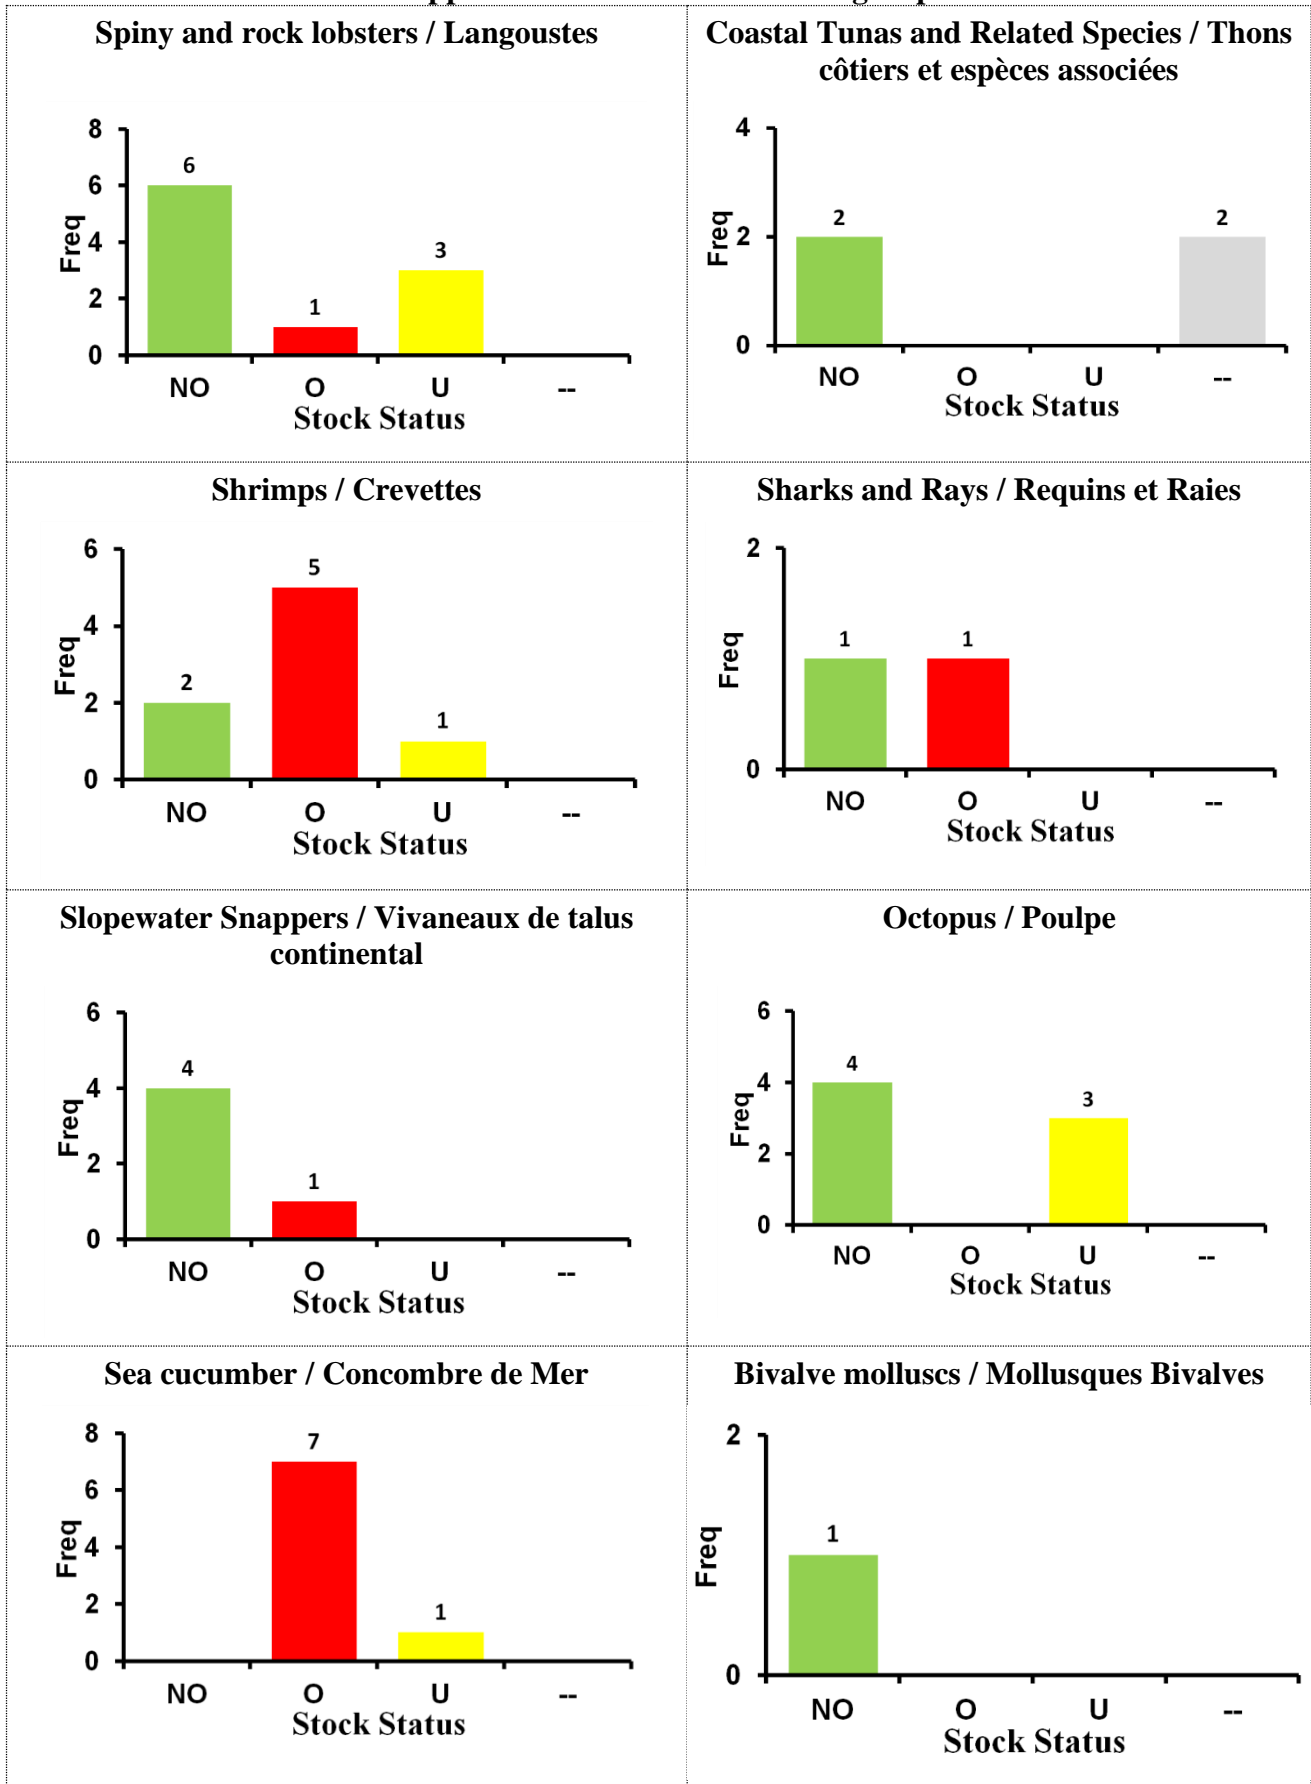 Spiny and rock lobsters / Langoustes
8
6
4
2
0
Freq
6
1
3
NO O U --
Stock Status
Coastal Tunas and Related Species / Thons
côtiers et espèces associées
4
2
0
Freq
2
2
NO O U --
Stock Status
Shrimps / Crevettes
6
4
2
0
Freq
2
5
1
NO O U --
Stock Status
Sharks and Rays / Requins et Raies
2
0
Freq
1
1
NO O U --
Stock Status
Slopewater Snappers / Vivaneaux de talus
continental
6
4
2
0
Freq
4
1
NO O U --
Stock Status
Octopus / Poulpe
6
4
2
0
Freq
4
3
NO O U --
Stock Status
Sea cucumber / Concombre de Mer
8
6
4
2
0
Freq
7
1
NO O U --
Stock Status
Bivalve molluscs / Mollusques Bivalves
2
0
Freq
1
NO O U --
Stock Status